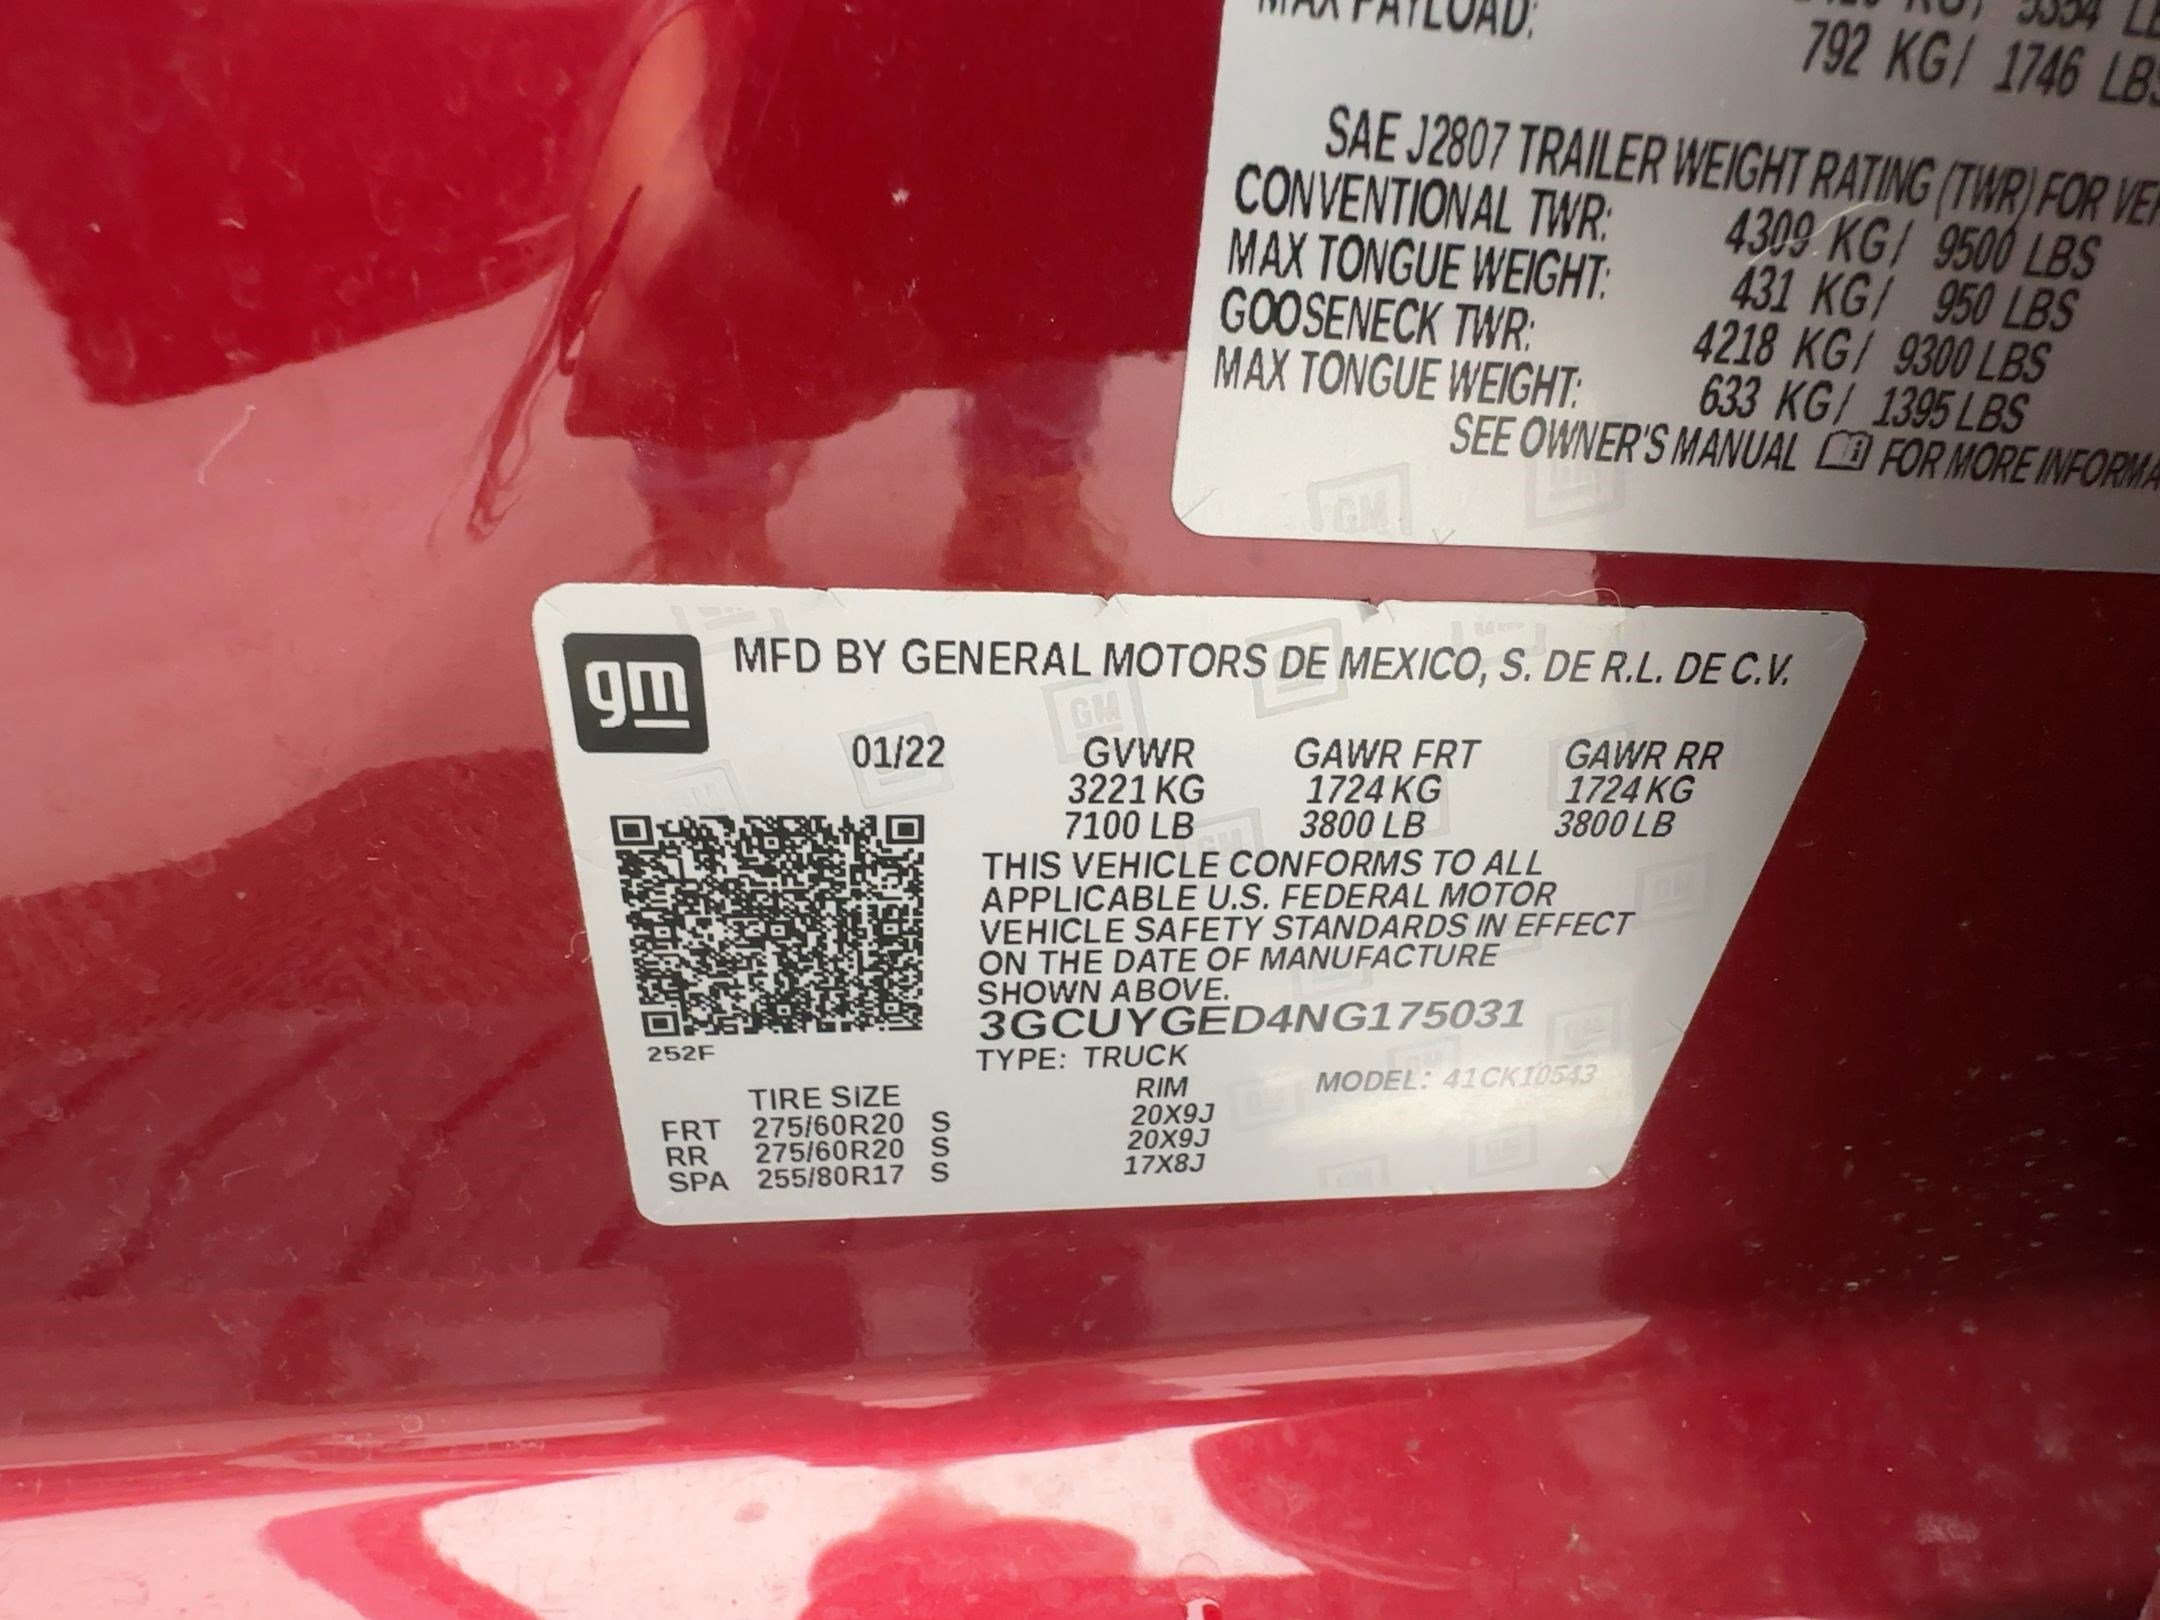 MAX PAYLOAD:
792 KG/ 1746 LBS
SAE J2807 TRAILER WEIGHT RATING (TWR) FOR
CONVENTIONAL TWR: 4309 KG/ 9500 LBS
MAX TONGUE WEIGHT: 431 KG/ 950 LBS
GOOSENECK TWR: 4218 KG/ 9300 LBS
MAX TONGUE WEIGHT: 633 KG/ 1395 LBS
SEE OWNER'S MANUAL FOR MORE INFORMA
gm MFD BY GENERAL MOTORS DE MEXICO, S. DE R.L. DE C.V.
01/22 GVWR GAWR FRT GAWR RR
3221 KG 1724 KG 1724 KG
7100 LB 3800 LB 3800 LB
THIS VEHICLE CONFORMS TO ALL
APPLICABLE U.S. FEDERAL MOTOR
VEHICLE SAFETY STANDARDS IN EFFECT
ON THE DATE OF MANUFACTURE
SHOWN ABOVE.
3GCUYGED4NG175031
252F
TYPE: TRUCK MODEL: 41CK10543
TIRE SIZE RIM
FRT 275/60R20 S 20X9J
RR 275/60R20 S 20X9J
SPA 255/80R17 S 17X8J